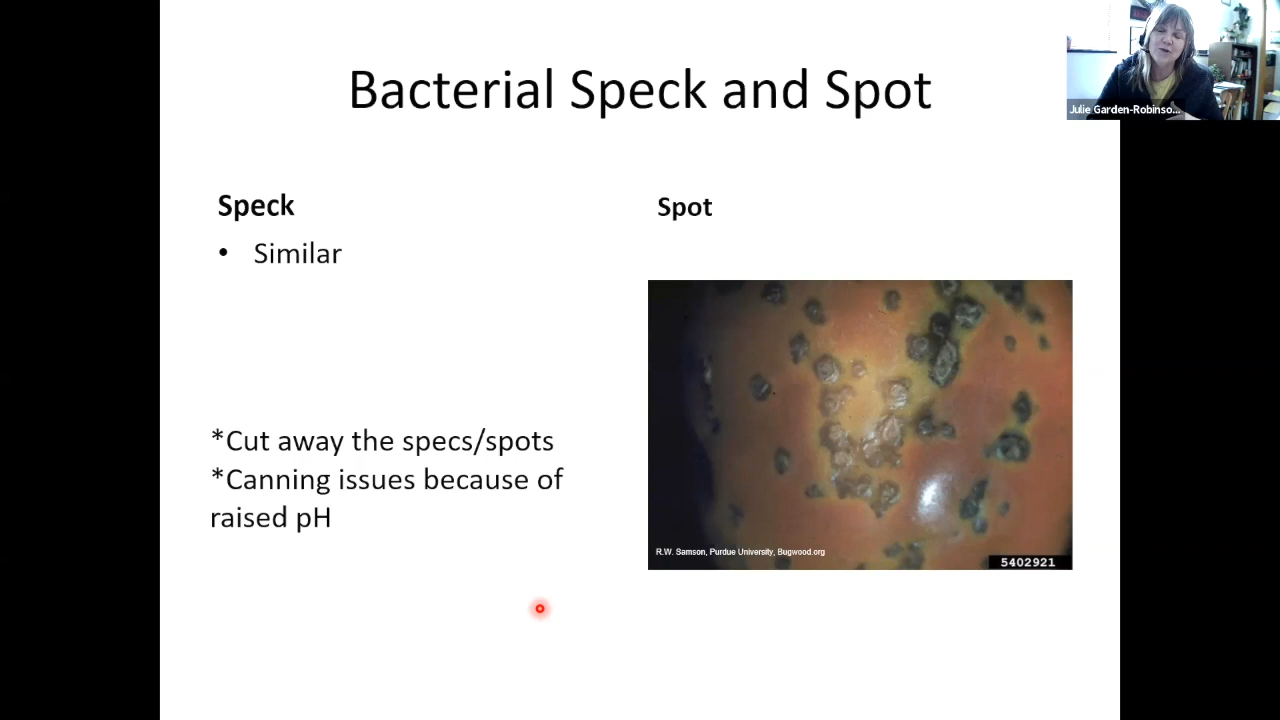 Bacterial Speck and Spot
Julie Garden-Robinso...
Speck
Spot
• Similar
*Cut away the specs/spots
*Canning issues because of
raised pH
R.W. Samson, Purdue University, Bugwood.org
5402921